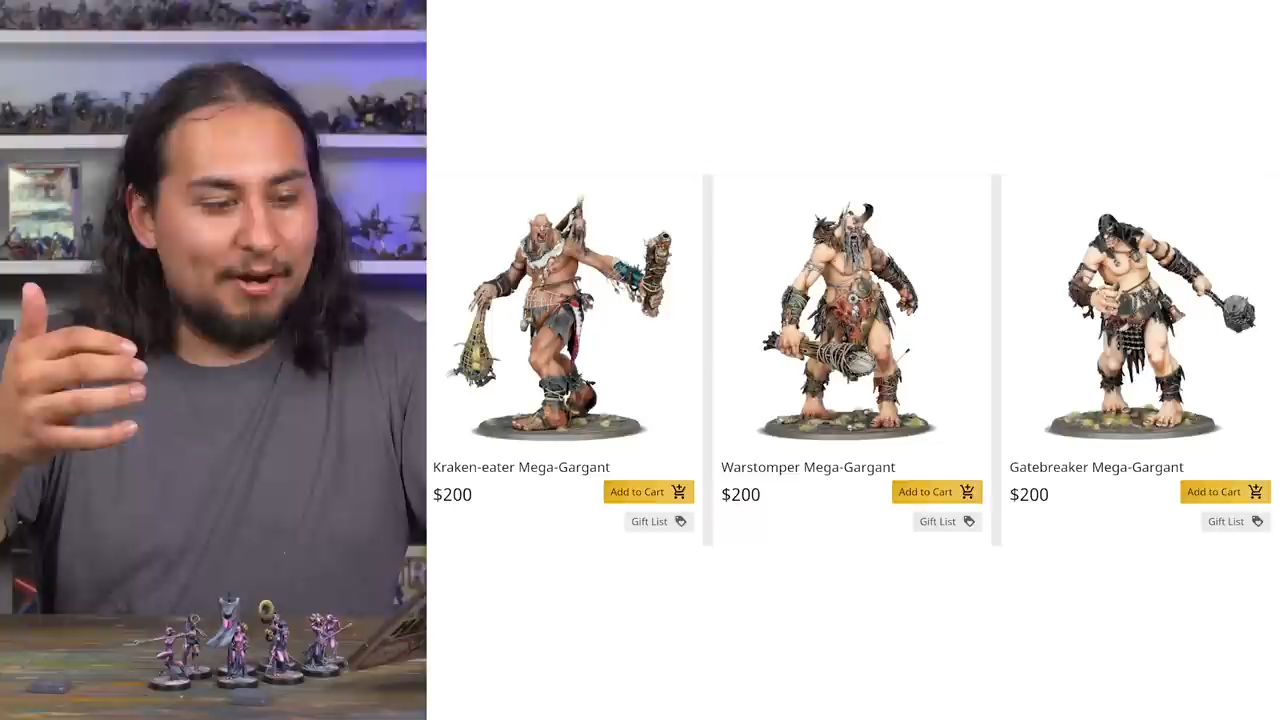 Kraken-eater Mega-Gargant
$200
Add to Cart
Gift List
Warstomper Mega-Gargant
$200
Add to Cart
Gift List
Gatebreaker Mega-Gargant
$200
Add to Cart
Gift List